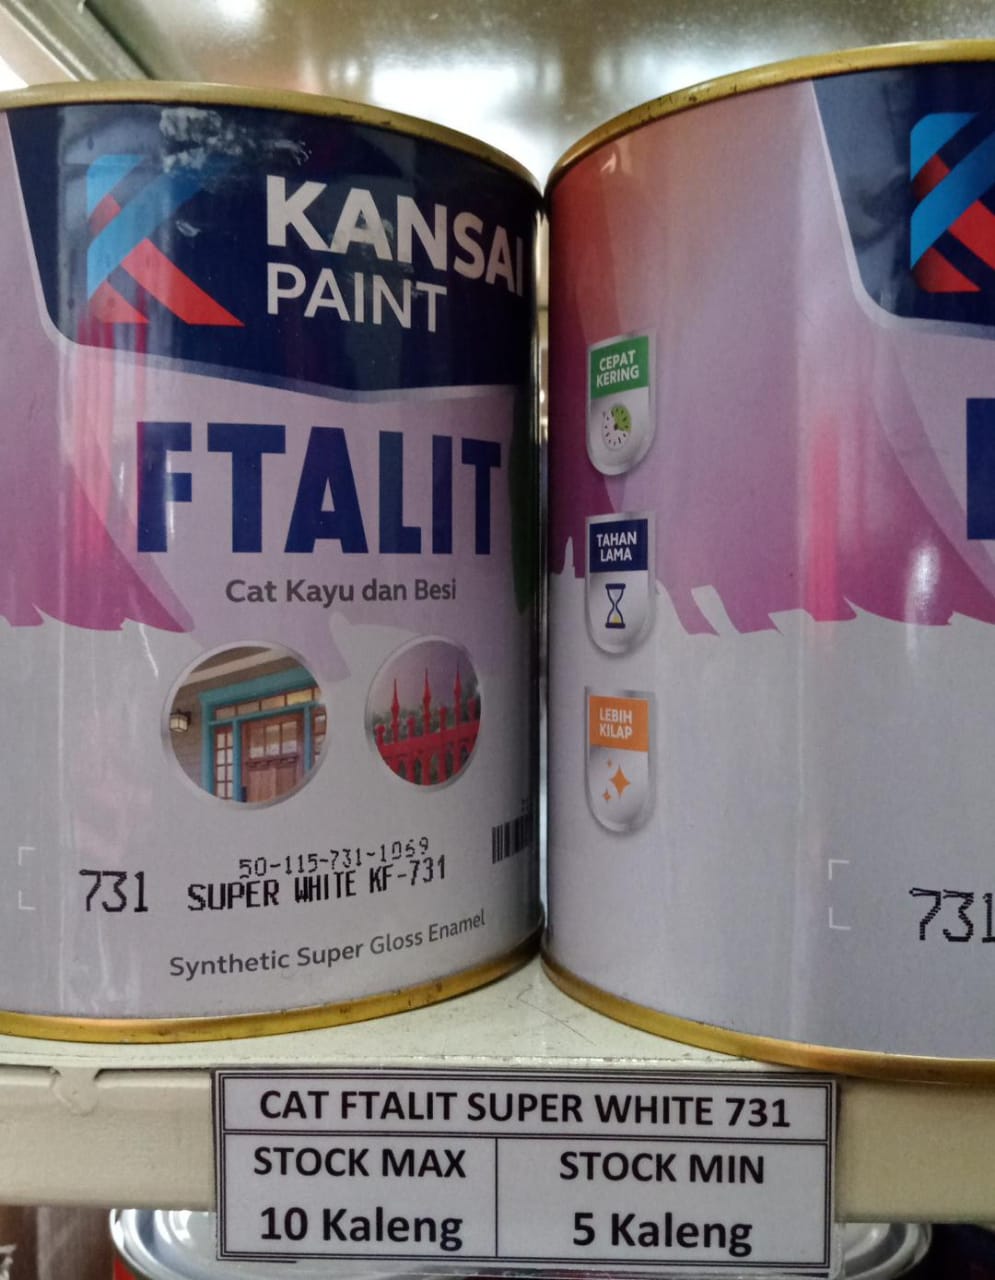 KANSAI
PAINT
FTALIT
Cat Kayu dan Besi
50-115-731-1069
731 SUPER WHITE KF-731
Synthetic Super Gloss Enamel
CEPAT
KERING
TAHAN
LAMA
LEBIH
KILAP
731
CAT FTALIT SUPER WHITE 731
STOCK MAX
STOCK MIN
10 Kaleng
5 Kaleng